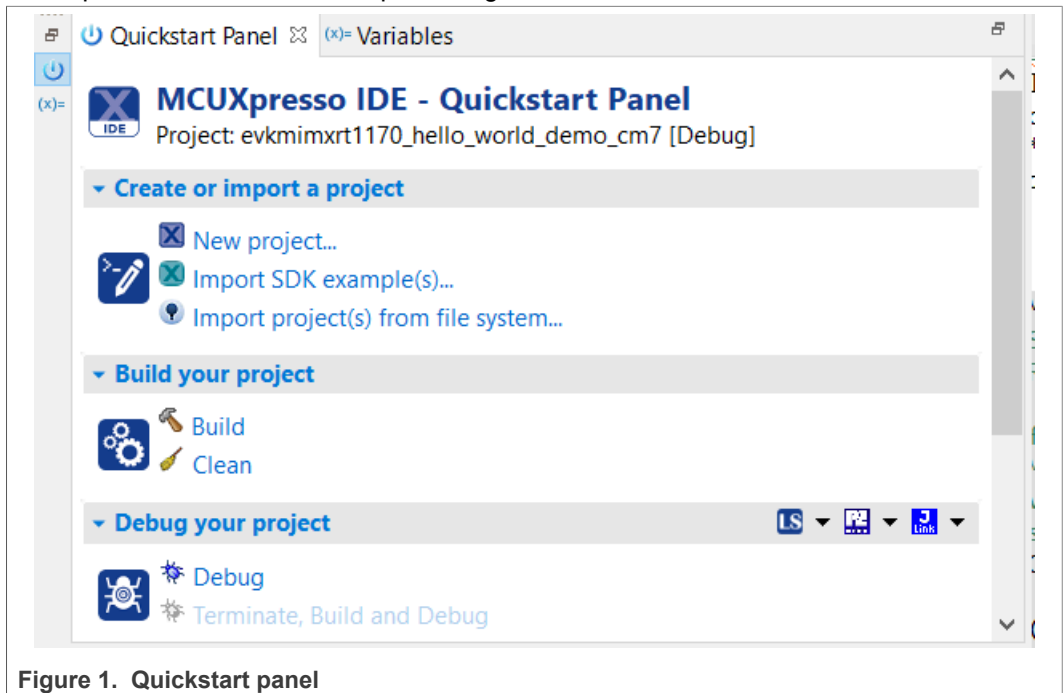 Quickstart Panel (x)= Variables
(x)=
IDE
MCUXpresso IDE - Quickstart Panel
Project: evkmimxrt1170_hello_world_demo_cm7 [Debug]
Create or import a project
New project...
Import SDK example(s)...
Import project(s) from file system...
Build your project
Build
Clean
Debug your project LS PE J Link
Debug
Terminate, Build and Debug
Figure 1. Quickstart panel